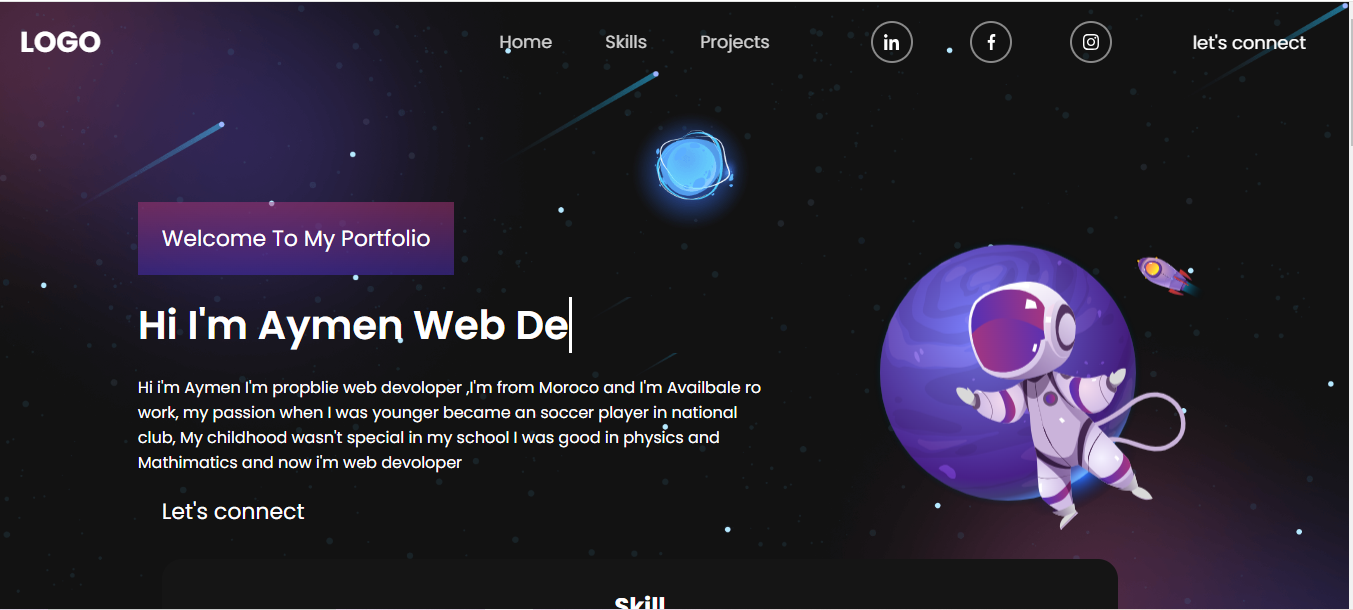 LOGO
Home Skills Projects in f let's connect
Welcome To My Portfolio
Hi I'm Aymen Web De
Hi i'm Aymen I'm propblie web devoloper ,I'm from Moroco and I'm Availbale ro
work, my passion when I was younger became an soccer player in national
club, My childhood wasn't special in my school I was good in physics and
Mathimatics and now i'm web devoloper
Let's connect
Skill